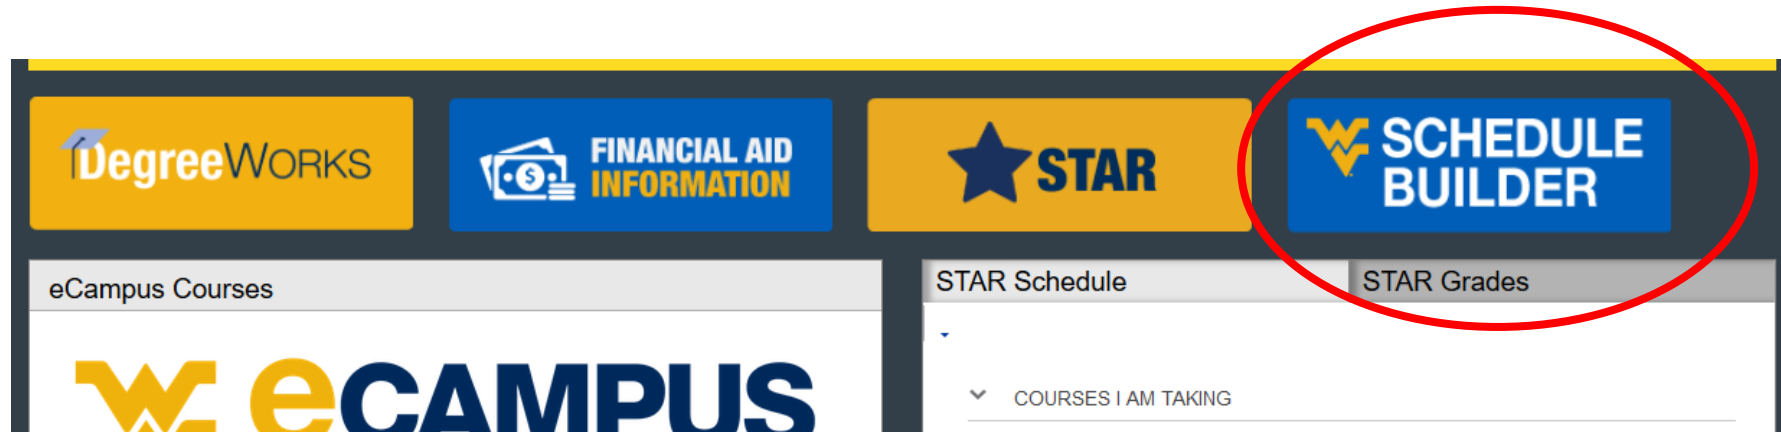 DegreeWorks
FINANCIAL AID
INFORMATION
STAR
SCHEDULE
BUILDER
eCampus Courses
STAR Schedule
STAR Grades
eCAMPUS
COURSES I AM TAKING